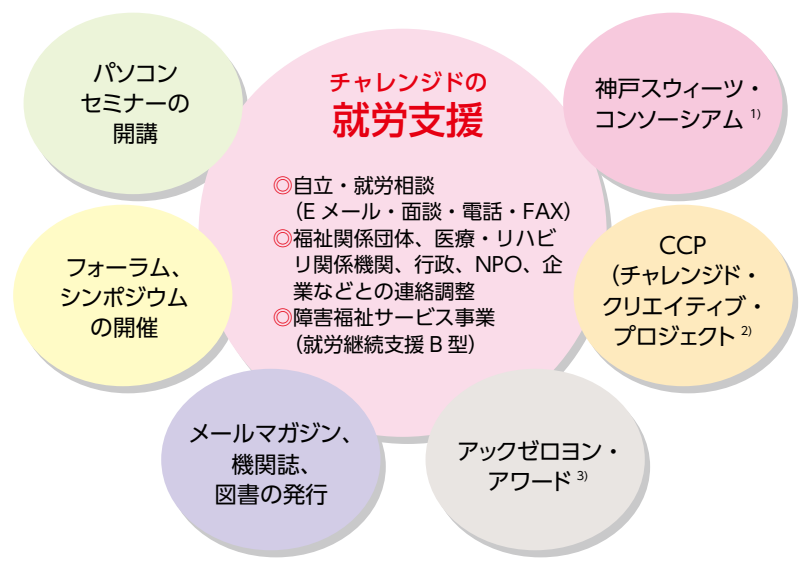 チャレンジドの
就労支援
◎自立・就労相談
(E メール・面談・電話・FAX)
◎福祉関係団体、医療・リハビ
リ関係機関、行政、NPO、企
業などとの連絡調整
◎障害福祉サービス事業
(就労継続支援 B 型)
パソコン
セミナーの
開講
フォーラム、
シンポジウム
の開催
メールマガジン、
機関誌、
図書の発行
アックゼロヨン・
アワード 3)
CCP
(チャレンジド・
クリエイティブ・
プロジェクト 2)
神戸スウィーツ・
コンソーシアム 1)